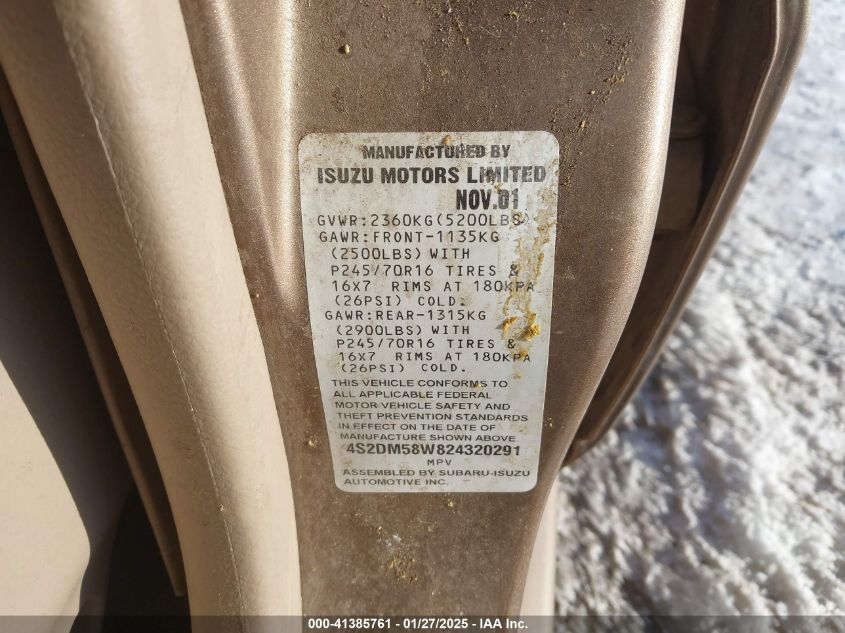 MANUFACTURED BY
ISUZU MOTORS LIMITED
NOV.01
GVWR:2360KG(5200LBS)
GAWR:FRONT-1135KG
(2500LBS) WITH
P245/70R16 TIRES &
16X7 RIMS AT 180KPA
(26PSI) COLD.
GAWR:REAR-1315KG
(2900LBS) WITH
P245/70R16 TIRES &
16X7 RIMS AT 180KPA
(26PSI) COLD.
THIS VEHICLE CONFORMS TO
ALL APPLICABLE FEDERAL
MOTOR VEHICLE SAFETY AND
THEFT PREVENTION STANDARDS
IN EFFECT ON THE DATE OF
MANUFACTURE SHOWN ABOVE
4S2DM58W824320291
MPV
ASSEMBLED BY SUBARU-ISUZU
AUTOMOTIVE INC.
000-41385761 / 01/27/2025 - IAA Inc.